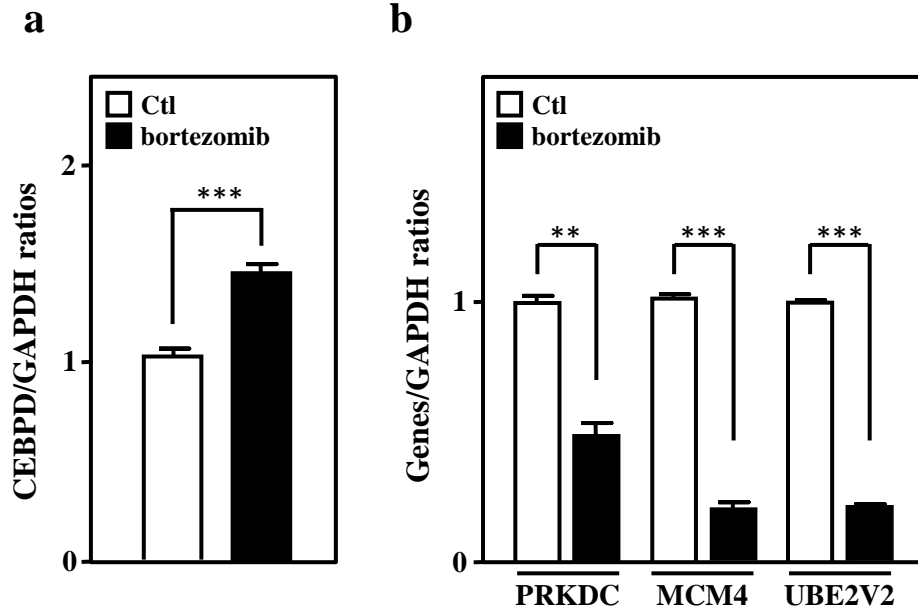 a
Ctl
bortezomib
2
1
0
***
CEBPD/GAPDH ratios
b
Ctl
bortezomib
1
0
**
***
***
Genes/GAPDH ratios
PRKDC MCM4 UBE2V2